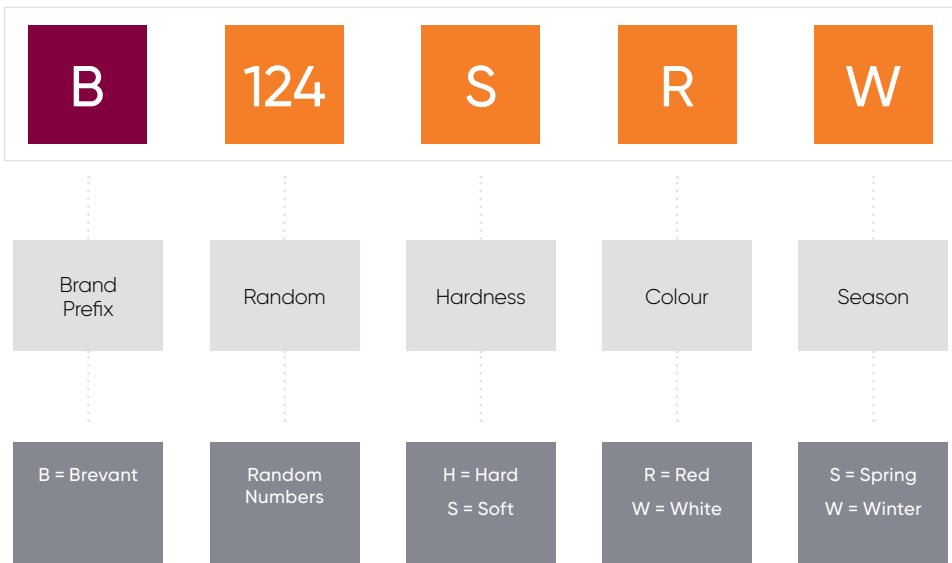 B
124
S
R
W
Brand
Prefix
Random
Hardness
Colour
Season
B = Brevant
Random
Numbers
H = Hard
S = Soft
R = Red
W = White
S = Spring
W = Winter